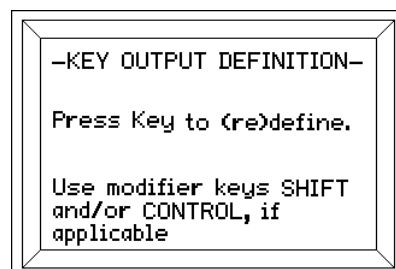 –KEY OUTPUT DEFINITION–
Press Key to (re)define.
Use modifier keys SHIFT
and/or CONTROL, if
applicable